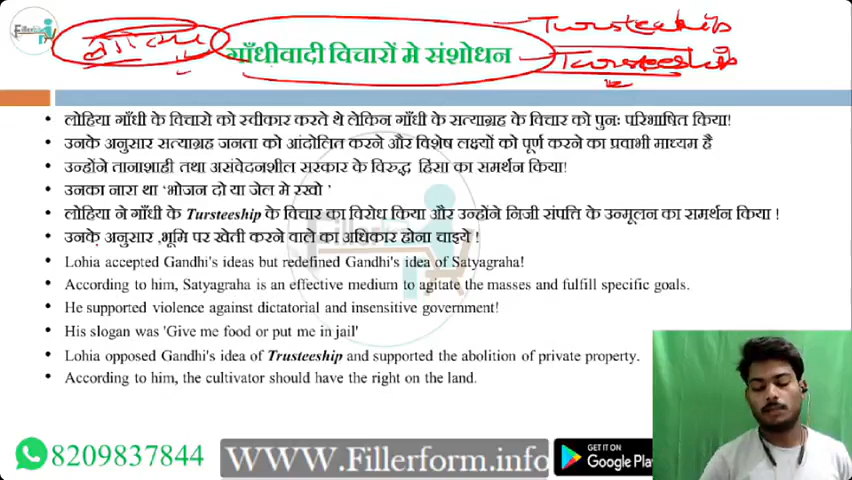 Fillerform
Tursteeship
गाँधीवादी विचारों मे संशोधन
Tursteeship
• लोहिया गाँधी के विचारो को स्वीकार करते थे लेकिन गाँधी के सत्याग्रह के विचार को पुनः परिभाषित किया!
• उनके अनुसार सत्याग्रह जनता को आंदोलित करने और विशेष लक्ष्यों को पूर्ण करने का प्रवाभी माध्यम है
• उन्होंने तानाशाही तथा असंवेदनशील सरकार के विरुद्ध हिंसा का समर्थन किया!
• उनका नारा था 'भोजन दो या जेल मे रखो '
• लोहिया ने गाँधी के Tursteeship के विचार का विरोध किया और उन्होंने निजी संपति के उन्मूलन का समर्थन किया !
• उनके अनुसार ,भूमि पर खेती करने वाले का अधिकार होना चाइये !
• Lohia accepted Gandhi's ideas but redefined Gandhi's idea of Satyagraha!
• According to him, Satyagraha is an effective medium to agitate the masses and fulfill specific goals.
• He supported violence against dictatorial and insensitive government!
• His slogan was 'Give me food or put me in jail'
• Lohia opposed Gandhi's idea of Trusteeship and supported the abolition of private property.
• According to him, the cultivator should have the right on the land.
8209837844
WWW.Fillerform.info
GET IT ON
Google Pla